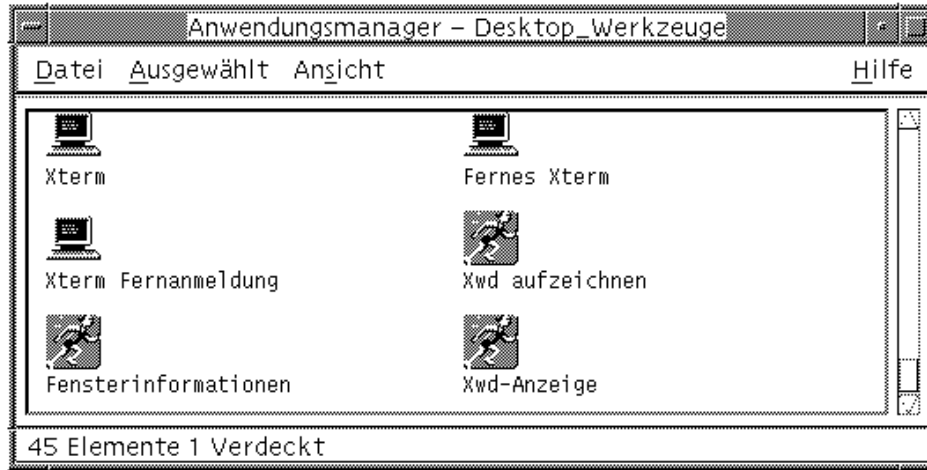 Anwendungsmanager – Desktop_Werkzeuge
Datei Ausgewählt Ansicht Hilfe
Xterm Fernes Xterm
Xterm Fernanmeldung Xwd aufzeichnen
Fensterinformationen Xwd-Anzeige
45 Elemente 1 Verdeckt